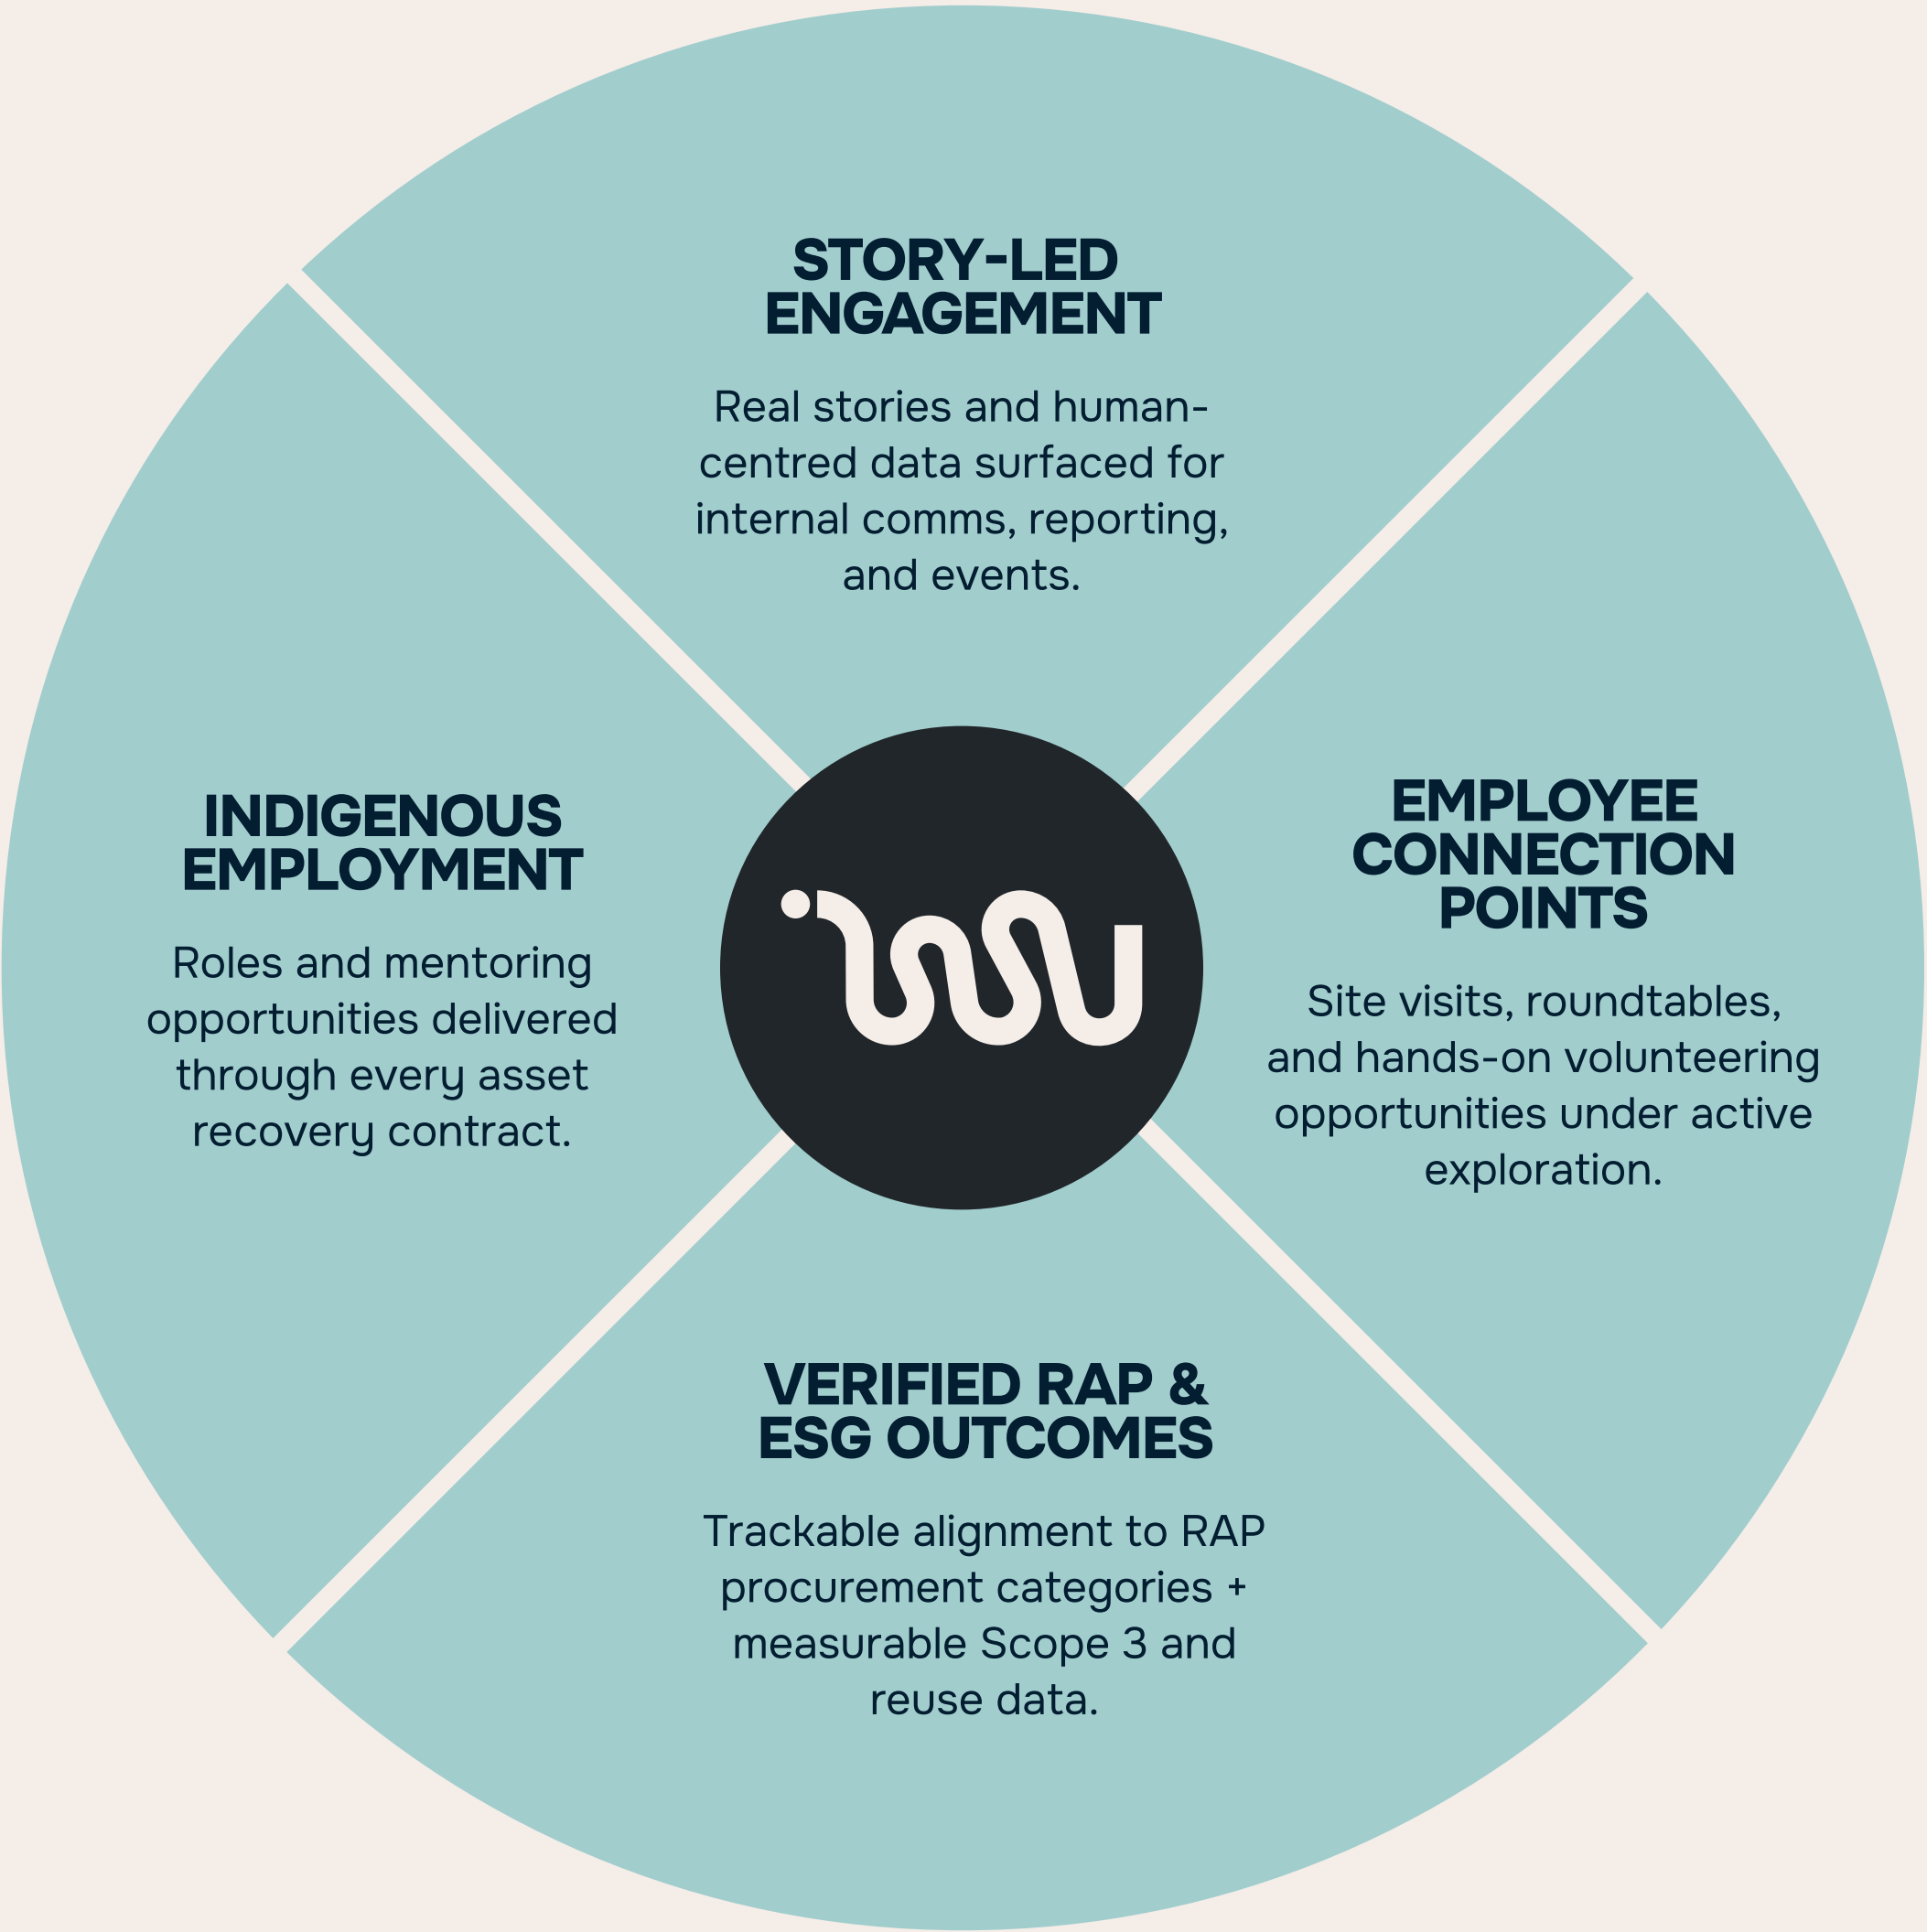 STORY-LED
ENGAGEMENT
Real stories and human-
centred data surfaced for
internal comms, reporting,
and events.
INDIGENOUS
EMPLOYMENT
Roles and mentoring
opportunities delivered
through every asset
recovery contract.
EMPLOYEE
CONNECTION
POINTS
Site visits, roundtables,
and hands-on volunteering
opportunities under active
exploration.
VERIFIED RAP &
ESG OUTCOMES
Trackable alignment to RAP
procurement categories +
measurable Scope 3 and
reuse data.